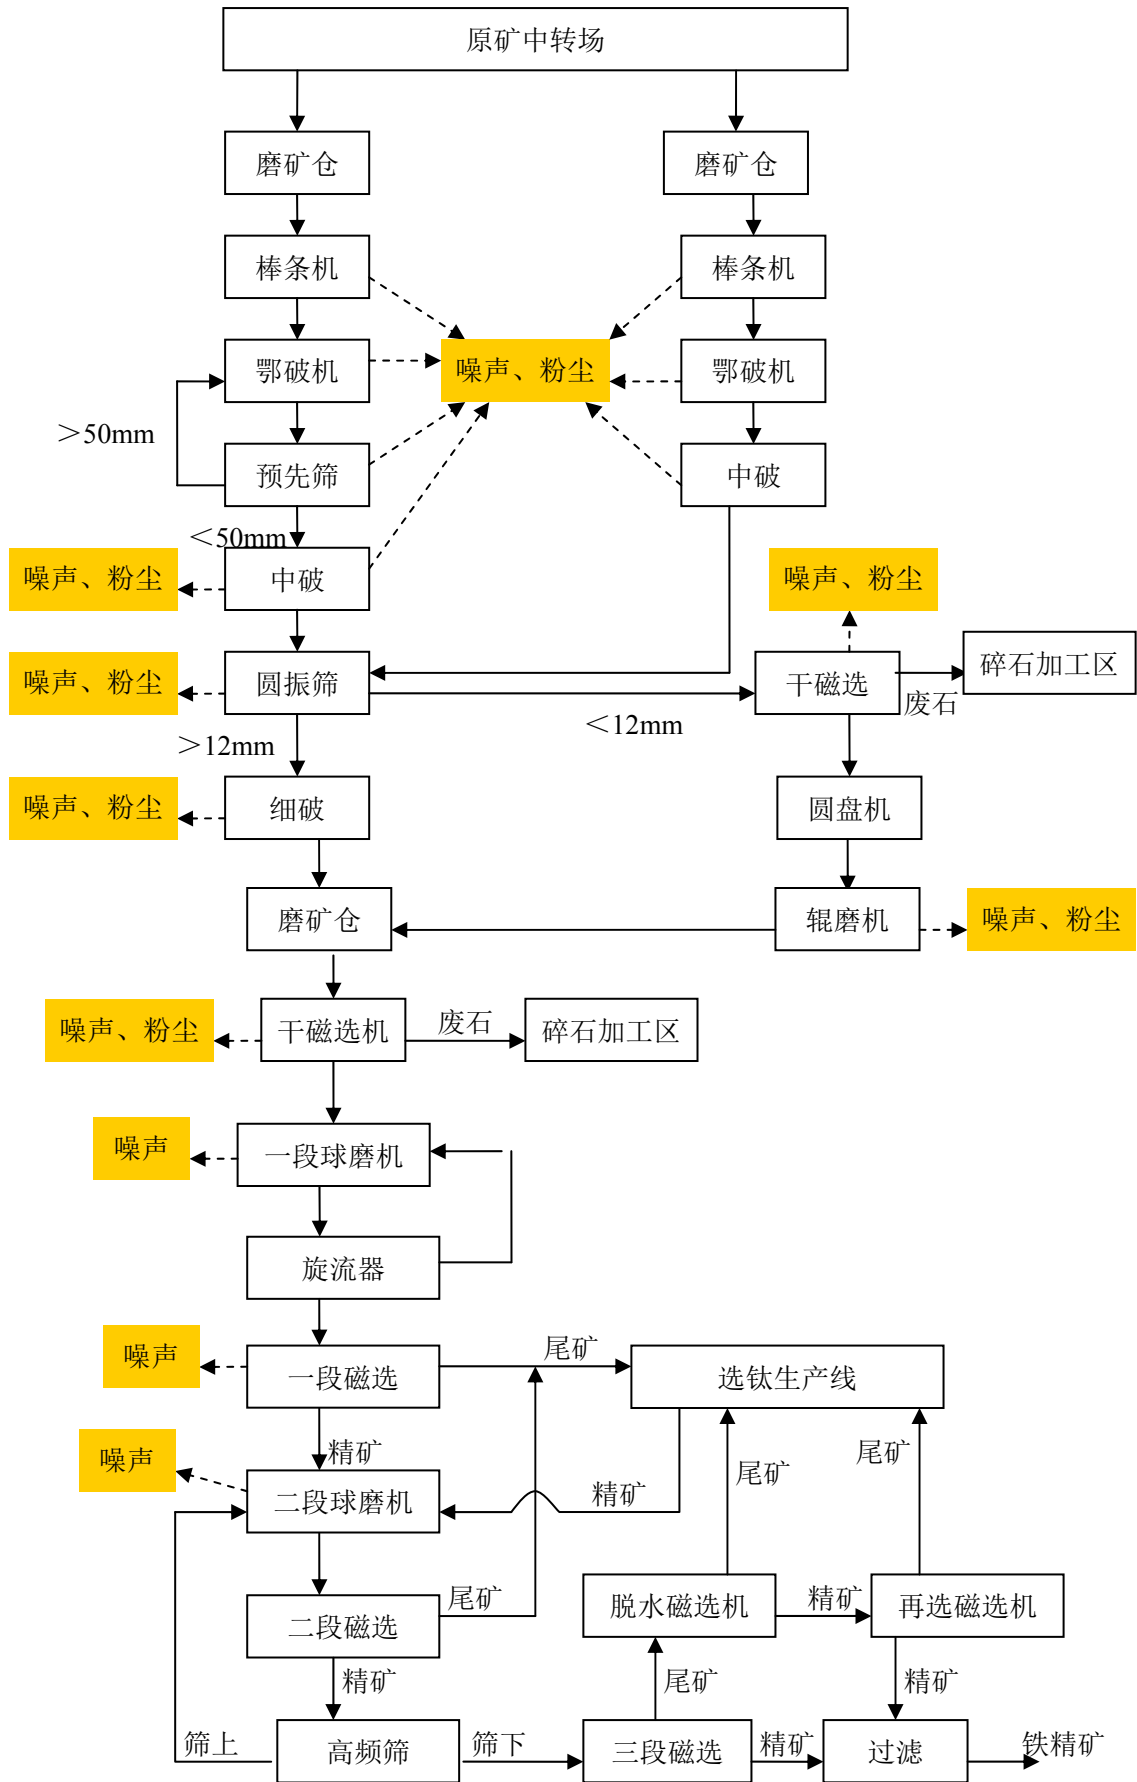 原矿中转场
磨矿仓
磨矿仓
棒条机
棒条机
鄂破机
噪声、粉尘
鄂破机
>50mm
预先筛
中破
<50mm
噪声、粉尘
中破
噪声、粉尘
噪声、粉尘
圆振筛
干磁选
碎石加工区
废石
<12mm
>12mm
噪声、粉尘
细破
圆盘机
磨矿仓
辊磨机
噪声、粉尘
噪声、粉尘
干磁选机
废石
碎石加工区
噪声
一段球磨机
旋流器
噪声
一段磁选
尾矿
选钛生产线
噪声
精矿
尾矿
尾矿
二段球磨机
精矿
二段磁选
尾矿
脱水磁选机
精矿
再选磁选机
精矿
尾矿
精矿
筛上
高频筛
筛下
三段磁选
精矿
过滤
铁精矿